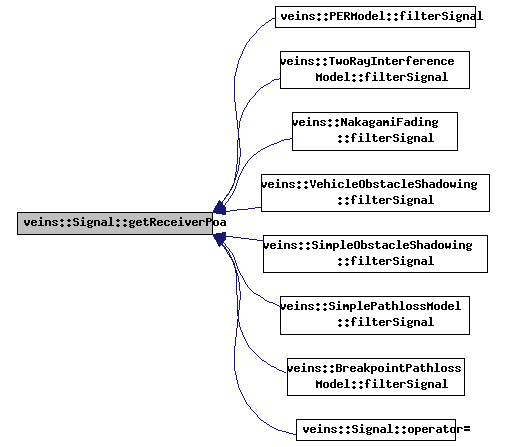 veins::PERModel::filterSignal
veins::TwoRayInterference
Model::filterSignal
veins::NakagamiFading
::filterSignal
veins::VehicleObstacleShadowing
::filterSignal
veins::Signal::getReceiverPoa
veins::SimpleObstacleShadowing
::filterSignal
veins::SimplePathlossModel
::filterSignal
veins::BreakpointPathloss
Model::filterSignal
veins::Signal::operator=